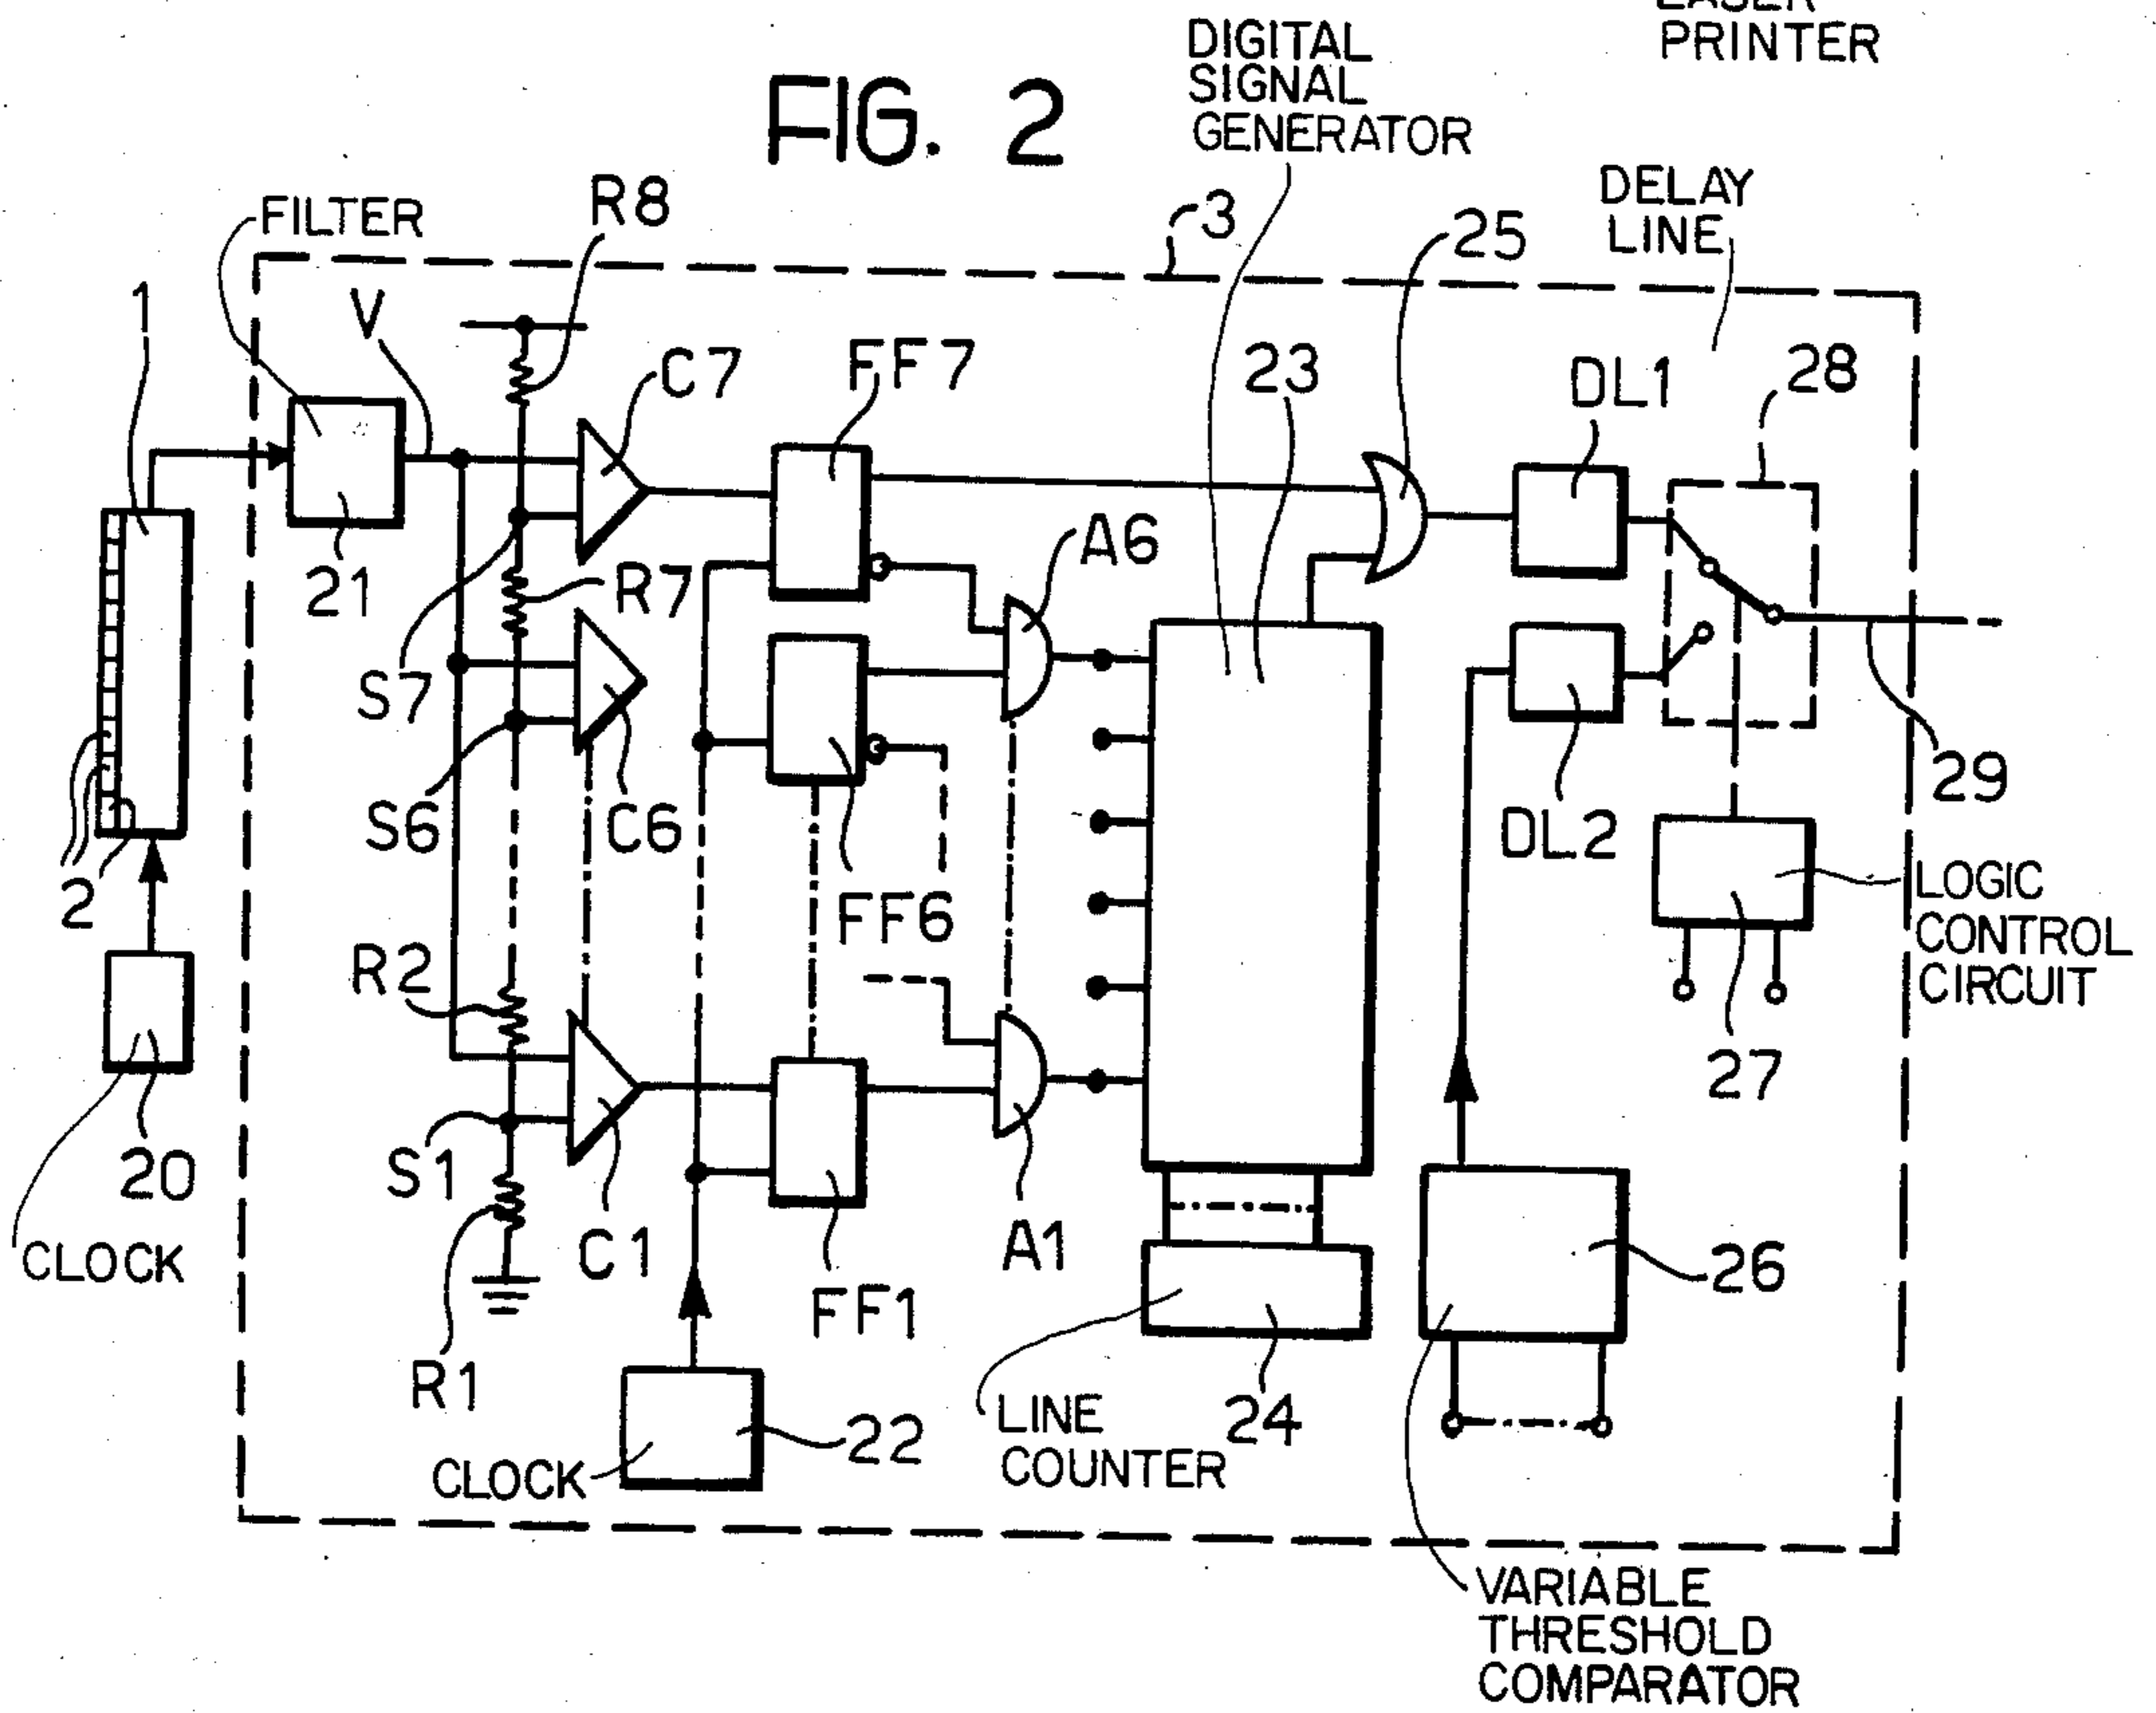 PRINTER
DIGITAL
SIGNAL
GENERATOR
FIG. 2
DELAY
LINE
FILTER
R8
3
25
1
V
C7
FF7
23
DL1
28
21
R7
A6
S7
S6
C6
DL2
29
2
FF6
LOGIC
CONTROL
CIRCUIT
R2
27
20
S1
C1
A1
26
CLOCK
FF1
R1
22
LINE
COUNTER
24
CLOCK
VARIABLE
THRESHOLD
COMPARATOR